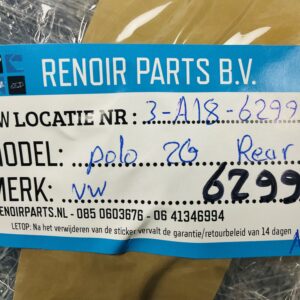 RENOIR PARTS B.V.
W LOCATIE NR : 3-A18-6299
MODEL: polo 2G Rear
MERK: VW 6299
RENOIRPARTS.NL - 085 0603676 - 06 41346994
LETOP: Na het verwijderen van de sticker vervalt de garantie/retourbeleid van 14 dagen